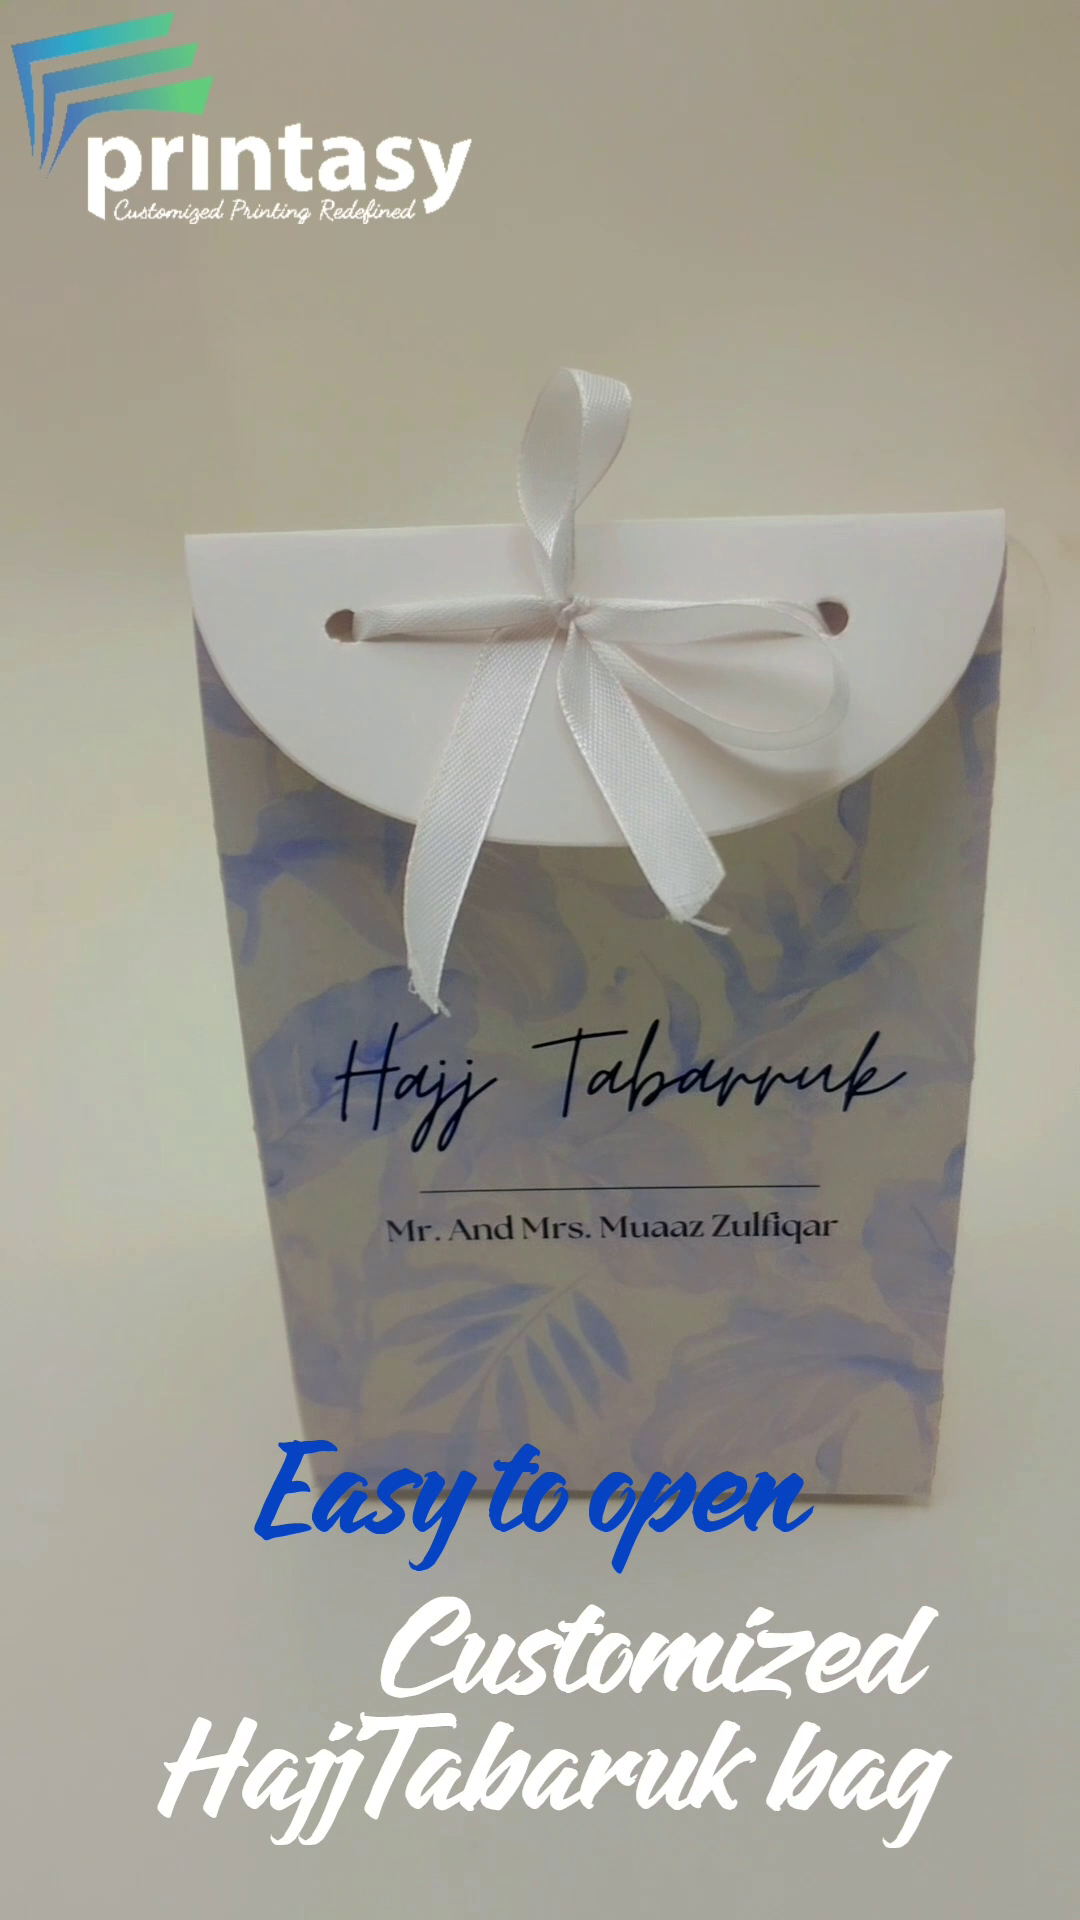 printasy
Customized Printing Redefined
Hajj Tabarruk
Mr. And Mrs. Muaaz Zulfiqar
Easy to open
Customized
HajjTabaruk bag